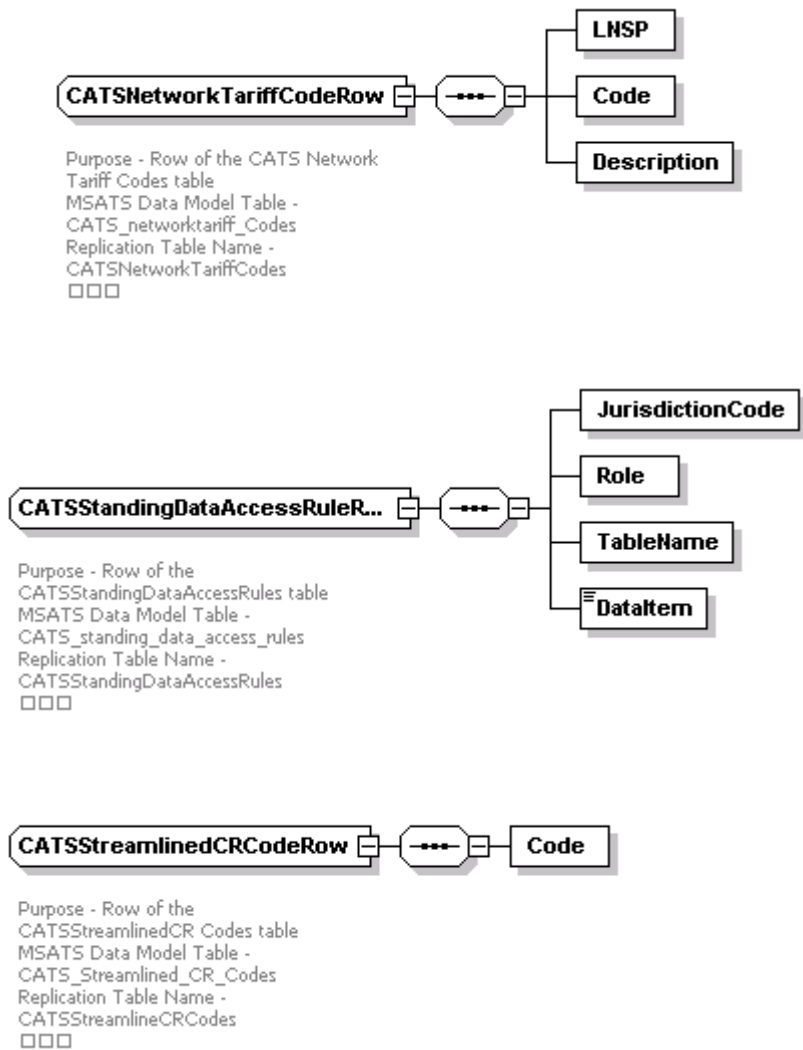 CATSNetworkTariffCodeRow
LNSP
Code
Description
Purpose - Row of the CATS Network
Tariff Codes table
MSATS Data Model Table -
CATS_networktariff_Codes
Replication Table Name -
CATSNetworkTariffCodes
CATSStandingDataAccessRuleR...
JurisdictionCode
Role
TableName
DataItem
Purpose - Row of the
CATSStandingDataAccessRules table
MSATS Data Model Table -
CATS_standing_data_access_rules
Replication Table Name -
CATSStandingDataAccessRules
CATSStreamlinedCRCodeRow
Code
Purpose - Row of the
CATSStreamlinedCR Codes table
MSATS Data Model Table -
CATS_Streamlined_CR_Codes
Replication Table Name -
CATSStreamlineCRCodes